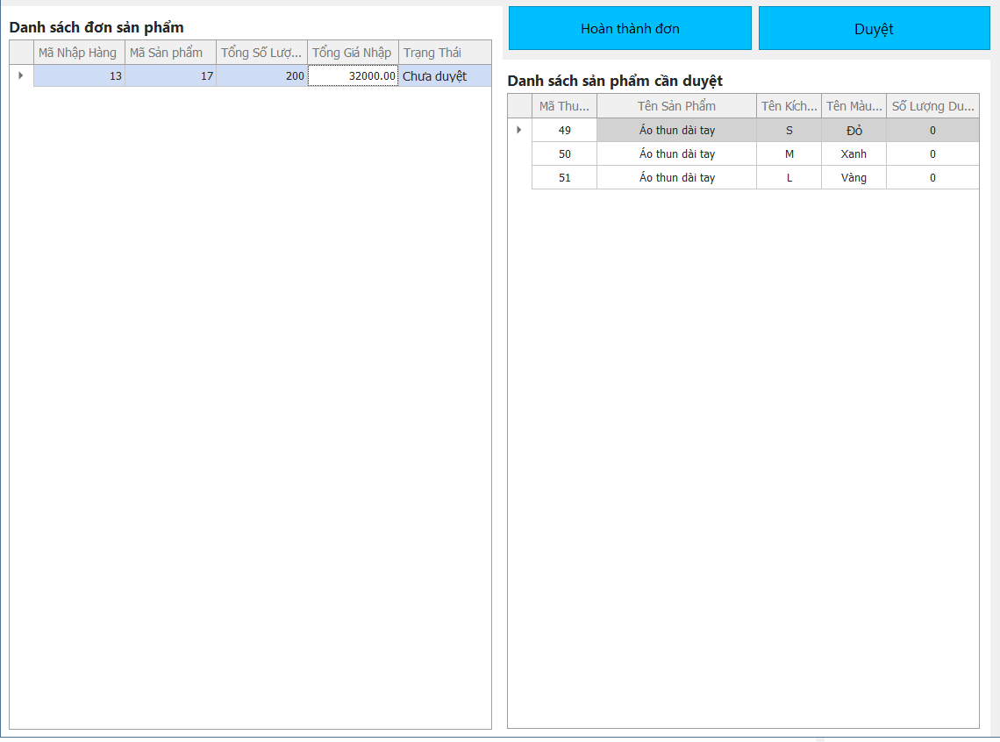 Danh sách đơn sản phẩm
Mã Nhập Hàng Mã Sản phẩm Tổng Số Lượ... Tổng Giá Nhập Trạng Thái
13 17 200 32000.00 Chưa duyệt
Hoàn thành đơn Duyệt
Danh sách sản phẩm cần duyệt
Mã Thu... Tên Sản Phẩm Tên Kích... Tên Màu... Số Lượng Du...
49 Áo thun dài tay S Đỏ 0
50 Áo thun dài tay M Xanh 0
51 Áo thun dài tay L Vàng 0